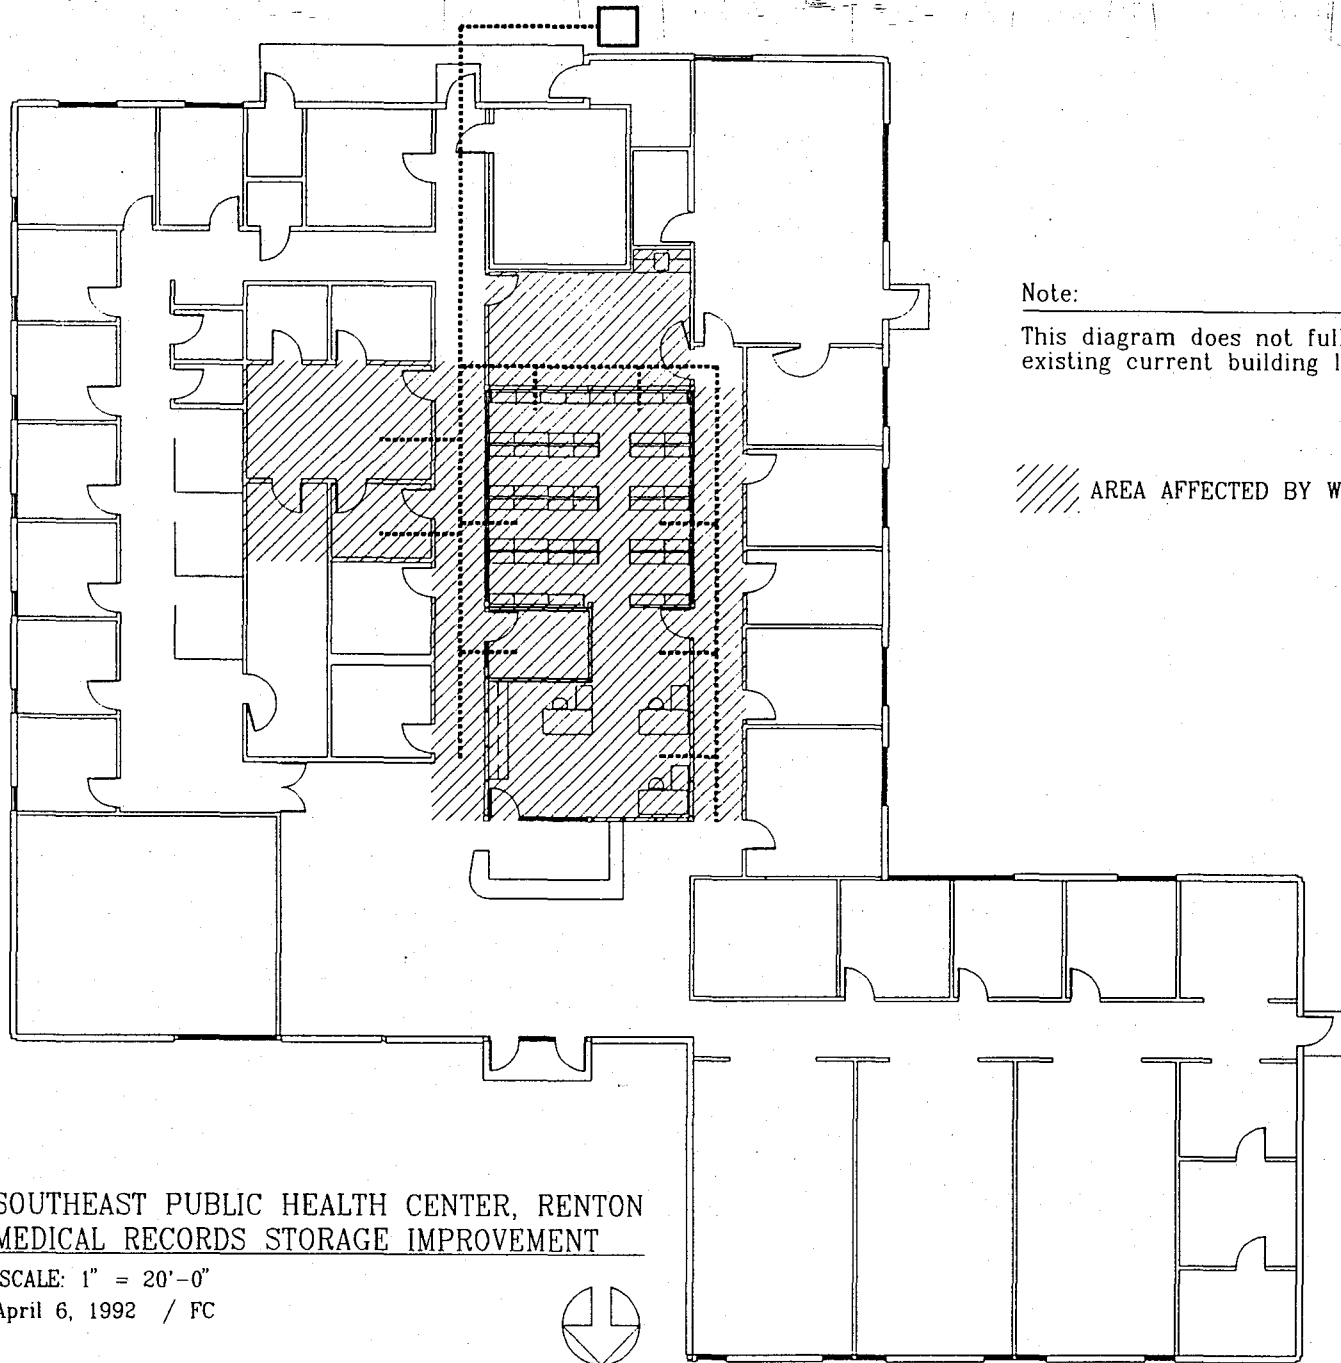 Note:
This diagram does not ful
existing current building l
AREA AFFECTED BY W
SOUTHEAST PUBLIC HEALTH CENTER, RENTON
MEDICAL RECORDS STORAGE IMPROVEMENT
SCALE: 1" = 20'-0"
April 6, 1992 / FC